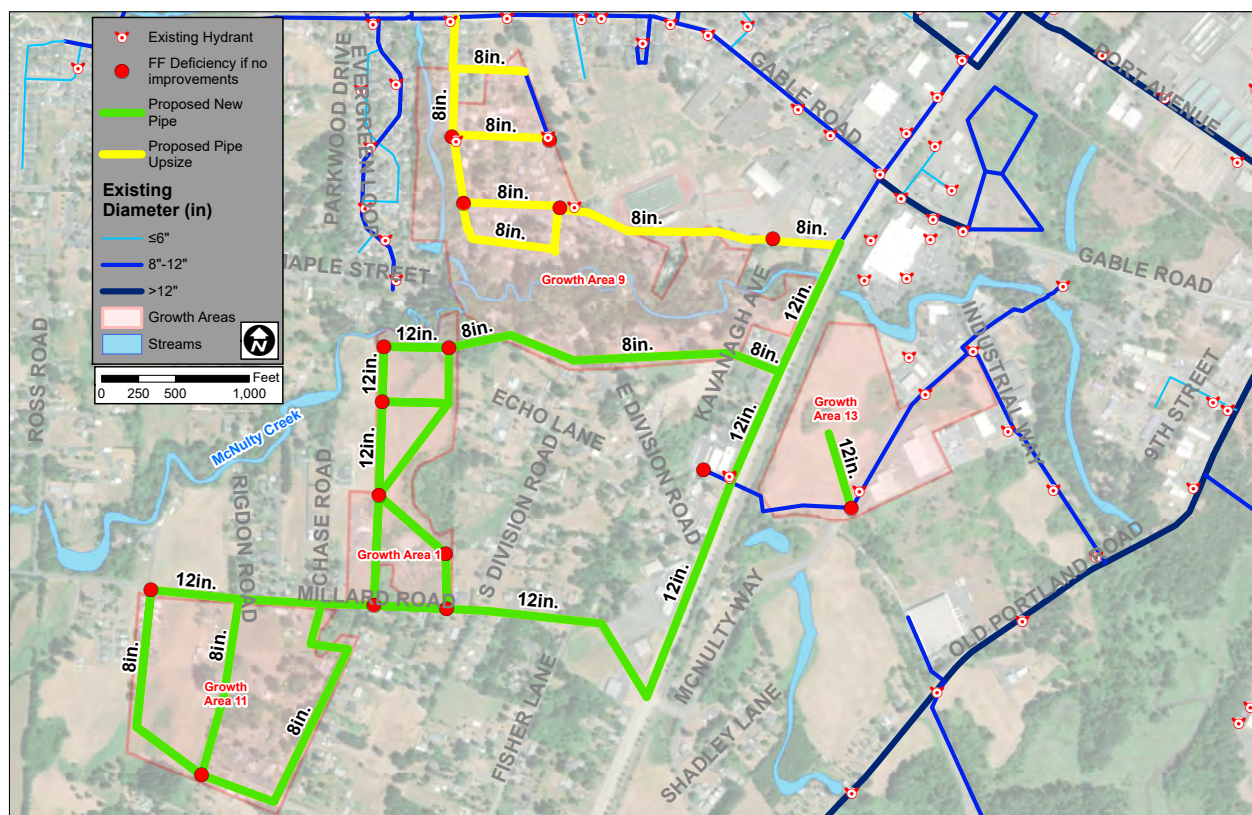 Existing Hydrant
FF Deficiency if no
improvements
Proposed New
Pipe
Proposed Pipe
Upsize
Existing
Diameter (in)
≤6"
8"-12"
>12"
Growth Areas
Streams
N
Feet
0 250 500 1,000
PARKWOOD DRIVE
EVERGREEN LOOP
MAPLE STREET
8in.
8in.
8in.
8in.
8in.
8in.
8in.
GABLE ROAD
PORT AVENUE
GABLE ROAD
Growth Area 9
KAVANAGH AVE
12in.
12in.
8in.
8in.
8in.
12in.
12in.
ROSS ROAD
McNulty Creek
ECHO LANE
E DIVISION ROAD
12in.
Growth
Area 13
12in.
INDUSTRIAL WAY
9TH STREET
RIGDON ROAD
CHASE ROAD
S DIVISION ROAD
Growth Area 1
MILLARD ROAD
12in.
12in.
12in.
MCNULTY WAY
OLD PORTLAND ROAD
8in.
8in.
8in.
Growth
Area 11
FISHER LANE
SHADLEY LANE